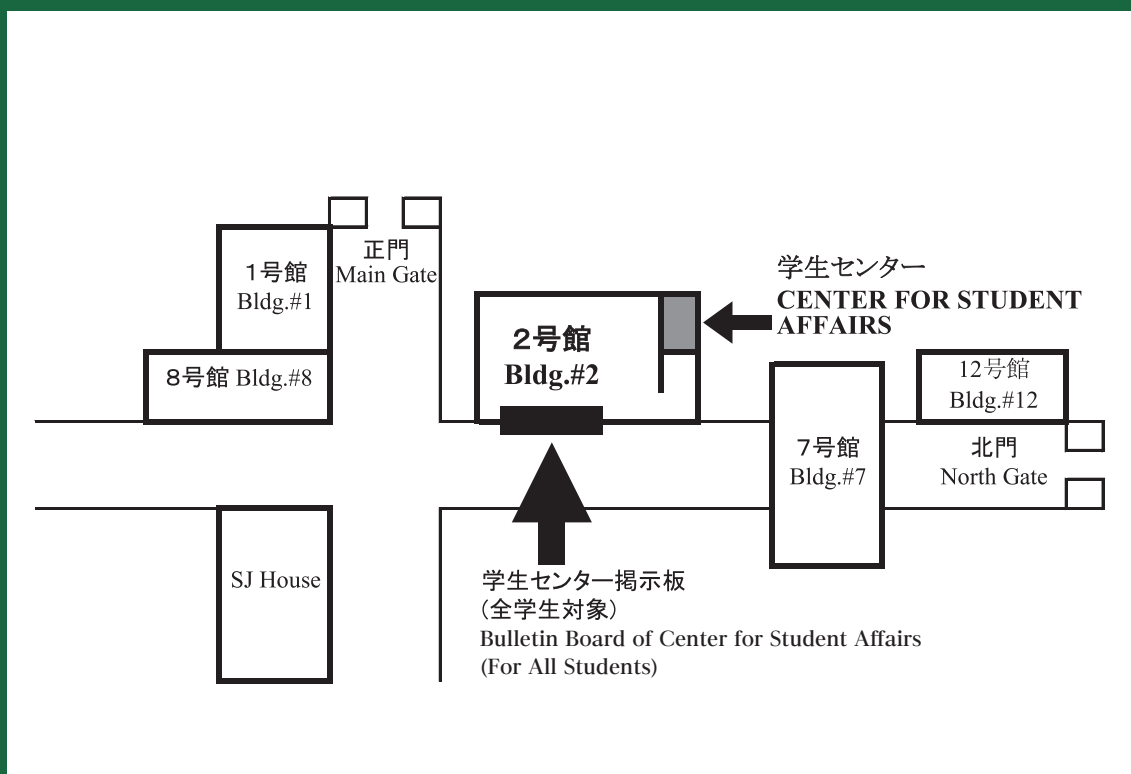 正門
Main Gate
1号館
Bldg.#1
8号館 Bldg.#8
2号館
Bldg.#2
学生センター
CENTER FOR STUDENT
AFFAIRS
7号館
Bldg.#7
12号館
Bldg.#12
北門
North Gate
SJ House
学生センター掲示板
(全学生対象)
Bulletin Board of Center for Student Affairs
(For All Students)